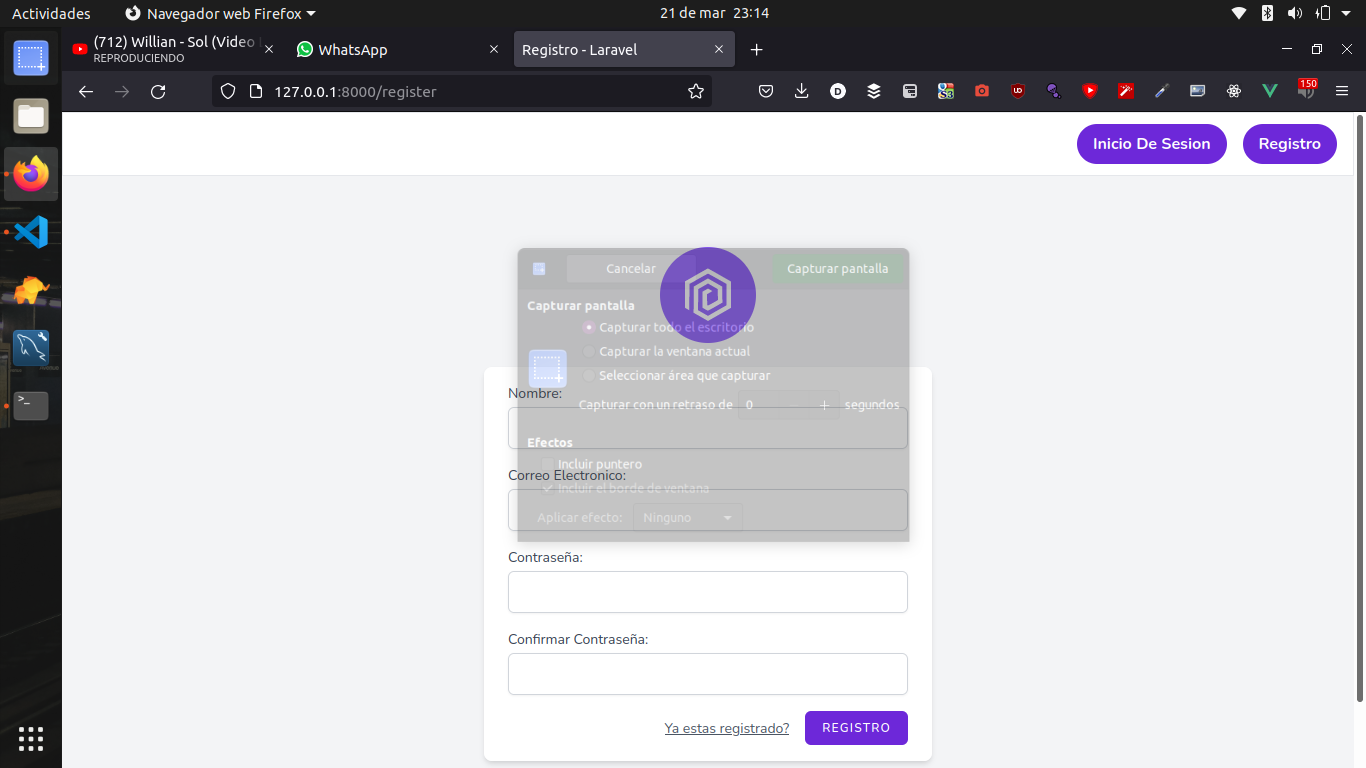 Actividades
Navegador web Firefox
21 de mar 23:14
(712) Willian - Sol (Video
REPRODUCIENDO
WhatsApp
Registro - Laravel
127.0.0.1:8000/register
150
Inicio De Sesion
Registro
Cancelar
Capturar pantalla
Capturar pantalla
Capturar todo el escritorio
Capturar la ventana actual
Seleccionar área que capturar
Nombre:
Capturar con un retraso de 0 + segundos
Efectos
Incluir puntero
Correo Electronico:
Incluir el borde de ventana
Aplicar efecto: Ninguno
Contraseña:
Confirmar Contraseña:
Ya estas registrado?
REGISTRO